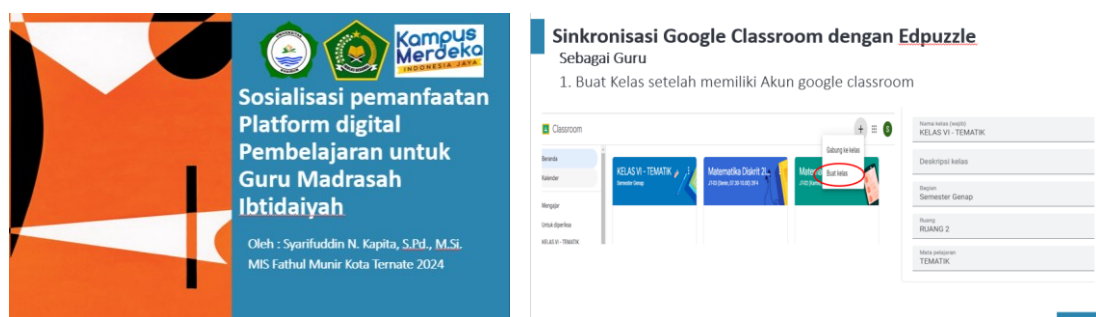 Kampus
Merdeka
INDONESIA JAYA
Sosialisasi pemanfaatan
Platform digital
Pembelajaran untuk
Guru Madrasah
Ibtidaiyah
Oleh : Syarifuddin N. Kapita, S.Pd., M.Si.
MIS Fathul Munir Kota Ternate 2024
Sinkronisasi Google Classroom dengan Edpuzzle
Sebagai Guru
1. Buat Kelas setelah memiliki Akun google classroom
Classroom
+
S
Gabung ke kelas
Buat kelas
Beranda
Kalender
Mengajar
Untuk diperiksa
KELAS VI - TEMATIK
KELAS VI - TEMATIK
Semester Genap
Matematika Diskrit 2(
Matem
Nama kelas (wajib)
KELAS VI - TEMATIK
Deskripsi kelas
Bagian
Semester Genap
Ruang
RUANG 2
Mata pelajaran
TEMATIK